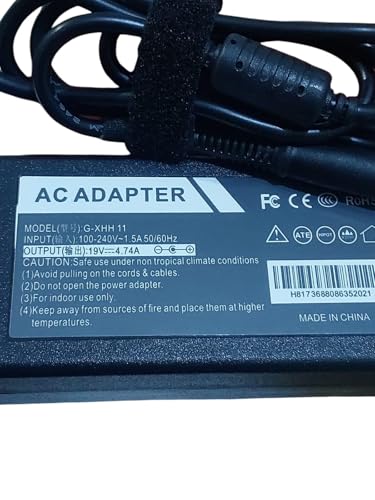 AC ADAPTER
MODEL(型号):G-XHH 11
INPUT(输入):100-240V~1.5A 50/60Hz
OUTPUT(输出):19V⎓4.74A
CAUTION:Safe use under non tropical climate conditions
(1)Avoid pulling on the cords & cables.
(2)Do not open the power adapter.
(3)For indoor use only.
(4)Keep away from sources of fire and place them at higher
temperatures.
FC CE RoHS
ATE HIPOT
H8173688086352021
MADE IN CHINA